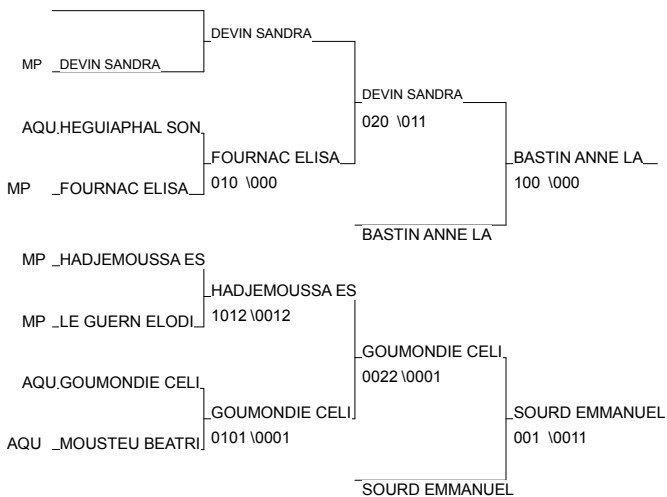 DEVIN SANDRA
MP DEVIN SANDRA
DEVIN SANDRA
020 \011
AQU HEGUIAPHAL SON
FOURNAC ELISA
010 \000
BASTIN ANNE LA
100 \000
MP FOURNAC ELISA
BASTIN ANNE LA
MP HADJEMOUSSA ES
HADJEMOUSSA ES
1012 \0012
MP LE GUERN ELODI
GOUMONDIE CELI
0022 \0001
AQU GOUMONDIE CELI
GOUMONDIE CELI
0101 \0001
SOURD EMMANUEL
001 \0011
AQU MOUSTEU BEATRI
SOURD EMMANUEL